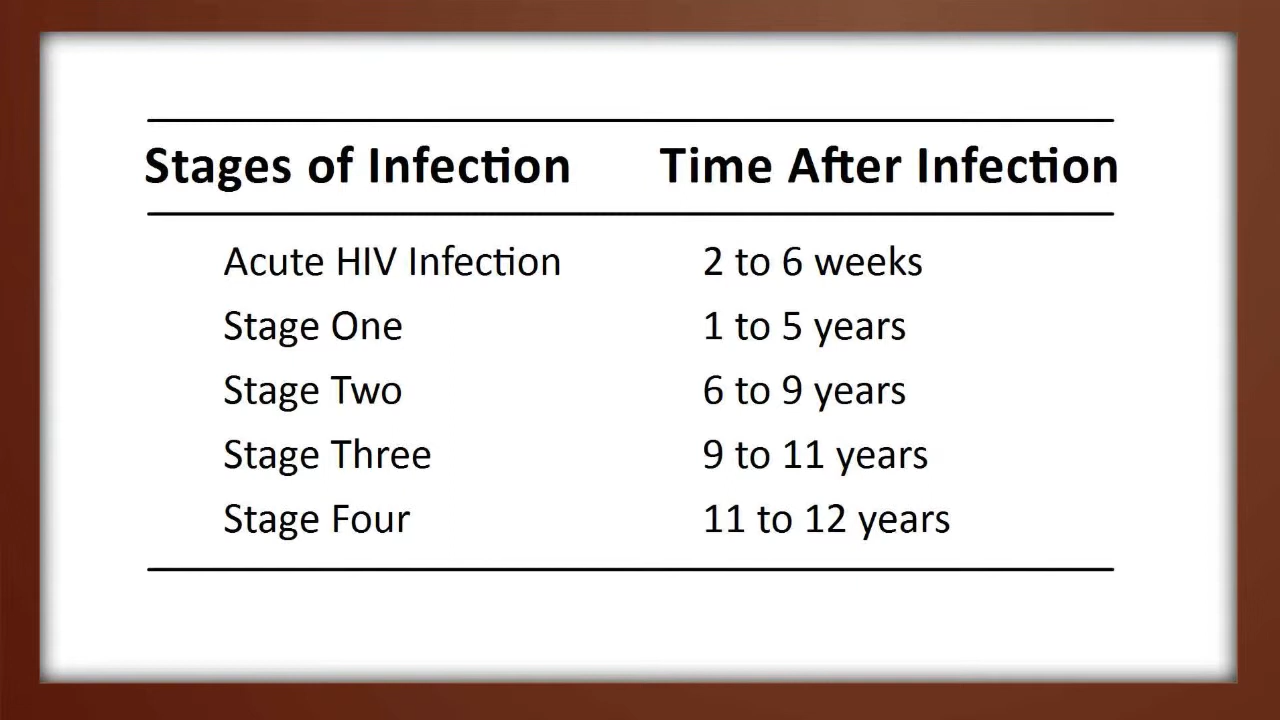 Stages of Infection Time After Infection
Acute HIV Infection 2 to 6 weeks
Stage One 1 to 5 years
Stage Two 6 to 9 years
Stage Three 9 to 11 years
Stage Four 11 to 12 years